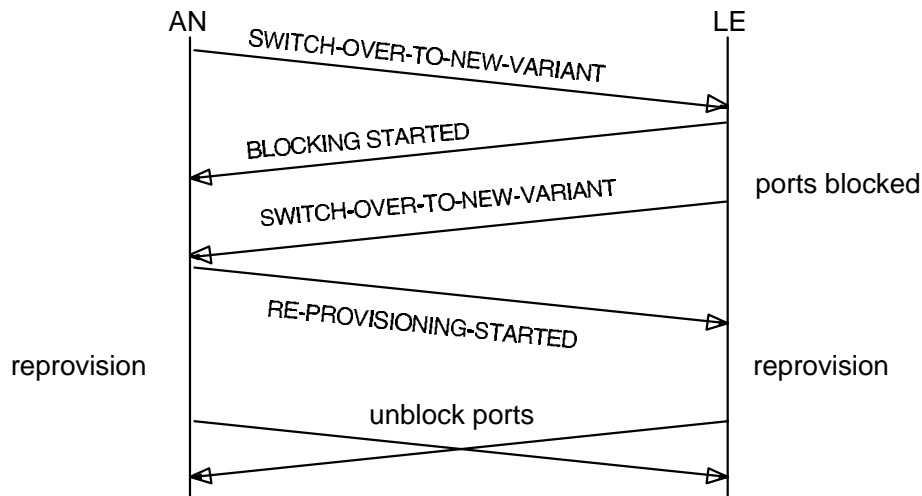 AN
LE
SWITCH-OVER-TO-NEW-VARIANT
BLOCKING STARTED
ports blocked
SWITCH-OVER-TO-NEW-VARIANT
RE-PROVISIONING-STARTED
reprovision
reprovision
unblock ports